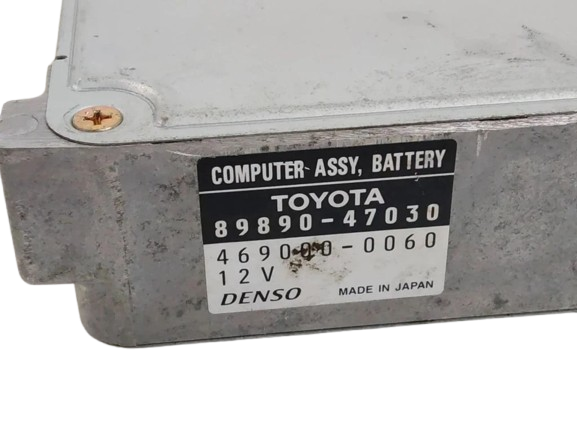 COMPUTER ASSY, BATTERY
TOYOTA
89890-47030
469000-0060
12V
DENSO MADE IN JAPAN